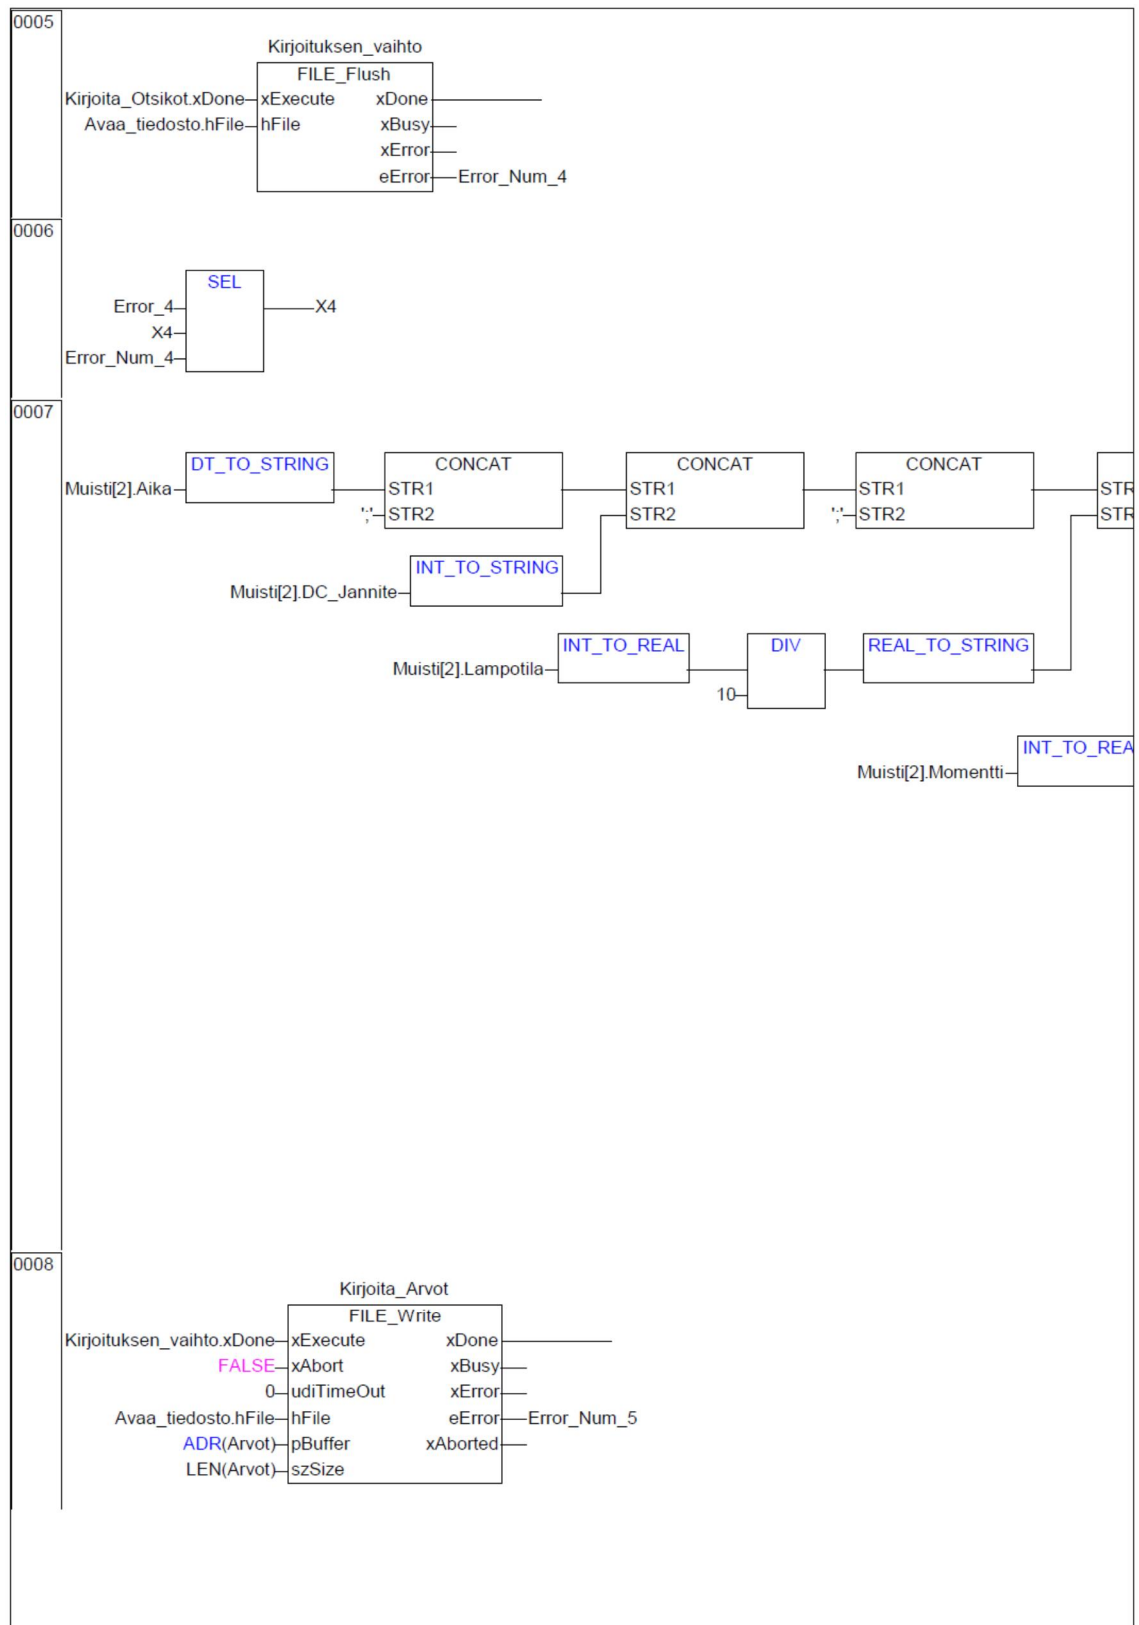 0005
Kirjoituksen_vaihto
FILE_Flush
Kirjoita_Otsikot.xDone xExecute xDone
Avaa_tiedosto.hFile hFile xBusy
xError
eError Error_Num_4
0006
SEL
Error_4 X4
X4
Error_Num_4
0007
DT_TO_STRING CONCAT CONCAT CONCAT
Muisti[2].Aika STR1 STR1 STR1 STR
';' STR2 STR2 ';' STR2 STR
INT_TO_STRING
Muisti[2].DC_Jannite
INT_TO_REAL DIV REAL_TO_STRING
Muisti[2].Lampotila
10
INT_TO_REA
Muisti[2].Momentti
0008
Kirjoita_Arvot
FILE_Write
Kirjoituksen_vaihto.xDone xExecute xDone
FALSE xAbort xBusy
0 udiTimeOut xError
Avaa_tiedosto.hFile hFile eError Error_Num_5
ADR(Arvot) pBuffer xAborted
LEN(Arvot) szSize